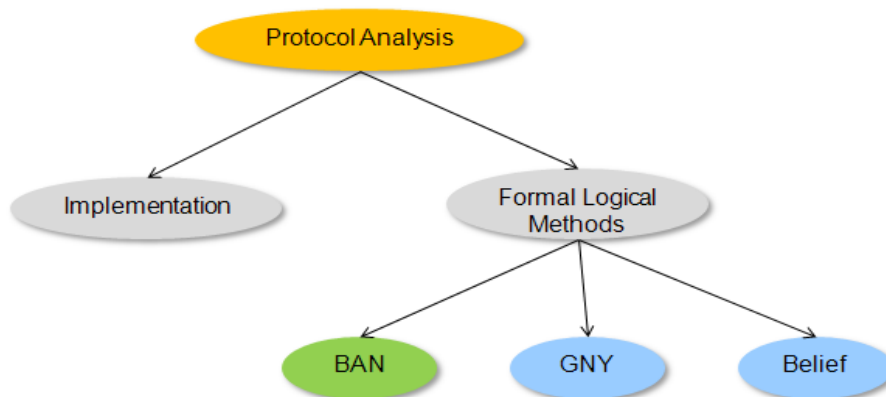 Protocol Analysis
Implementation
Formal Logical
Methods
BAN
GNY
Belief